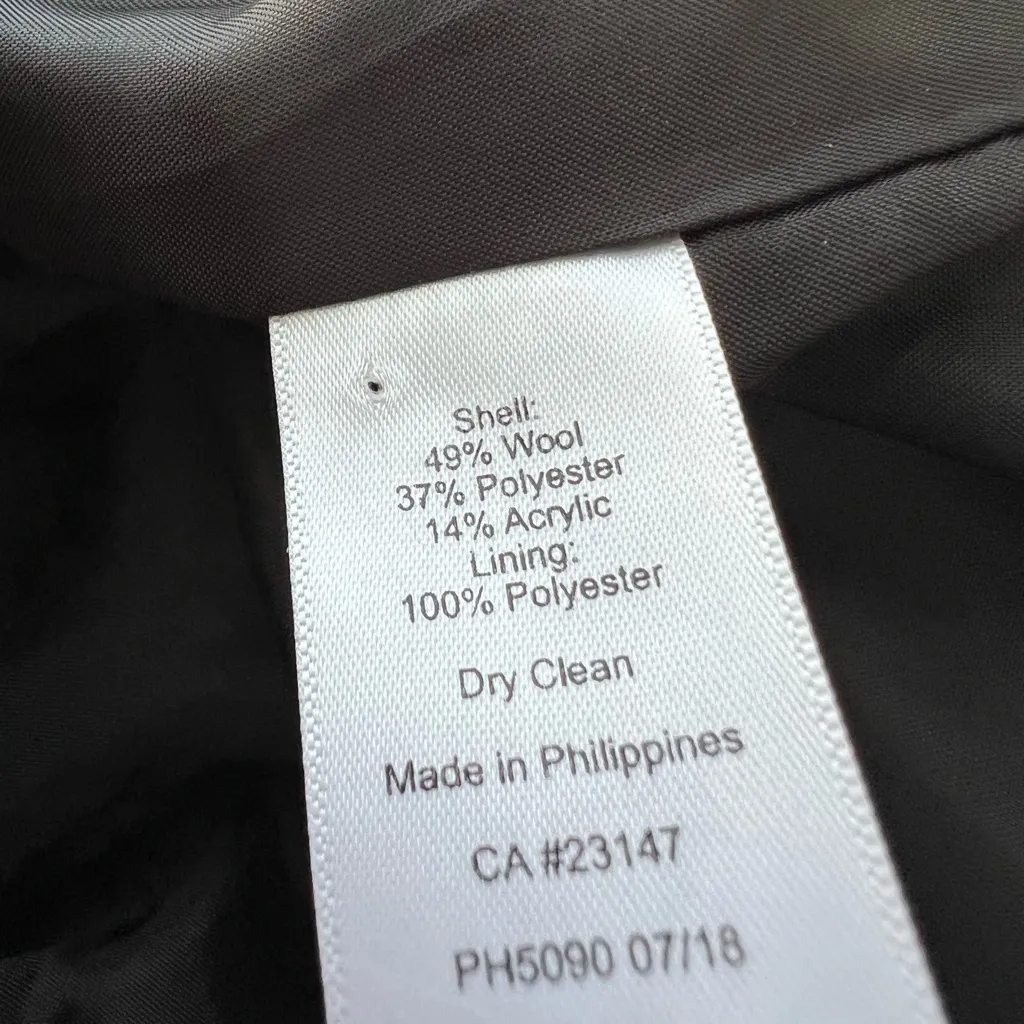 Shell:
49% Wool
37% Polyester
14% Acrylic
Lining:
100% Polyester
Dry Clean
Made in Philippines
CA #23147
PH5090 07/18